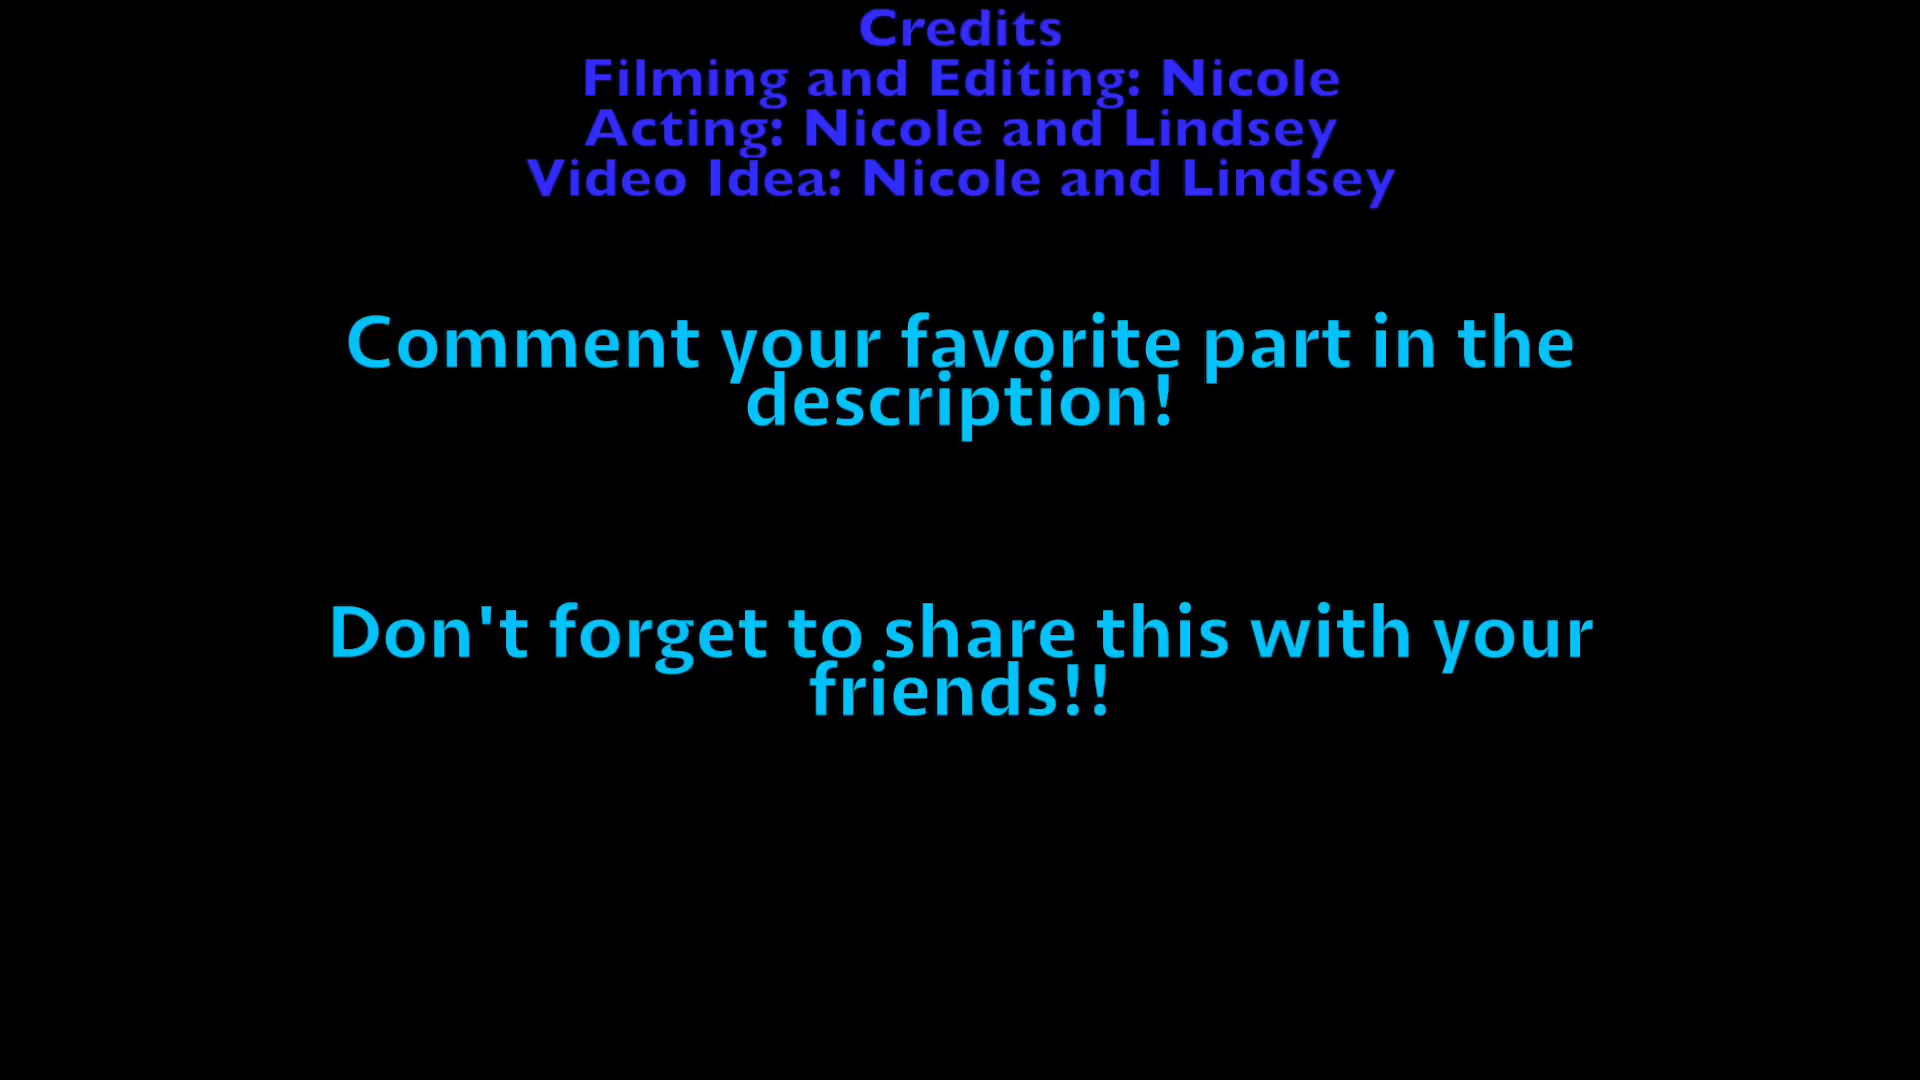 Credits
Filming and Editing: Nicole
Acting: Nicole and Lindsey
Video Idea: Nicole and Lindsey
Comment your favorite part in the
description!
Don't forget to share this with your
friends!!